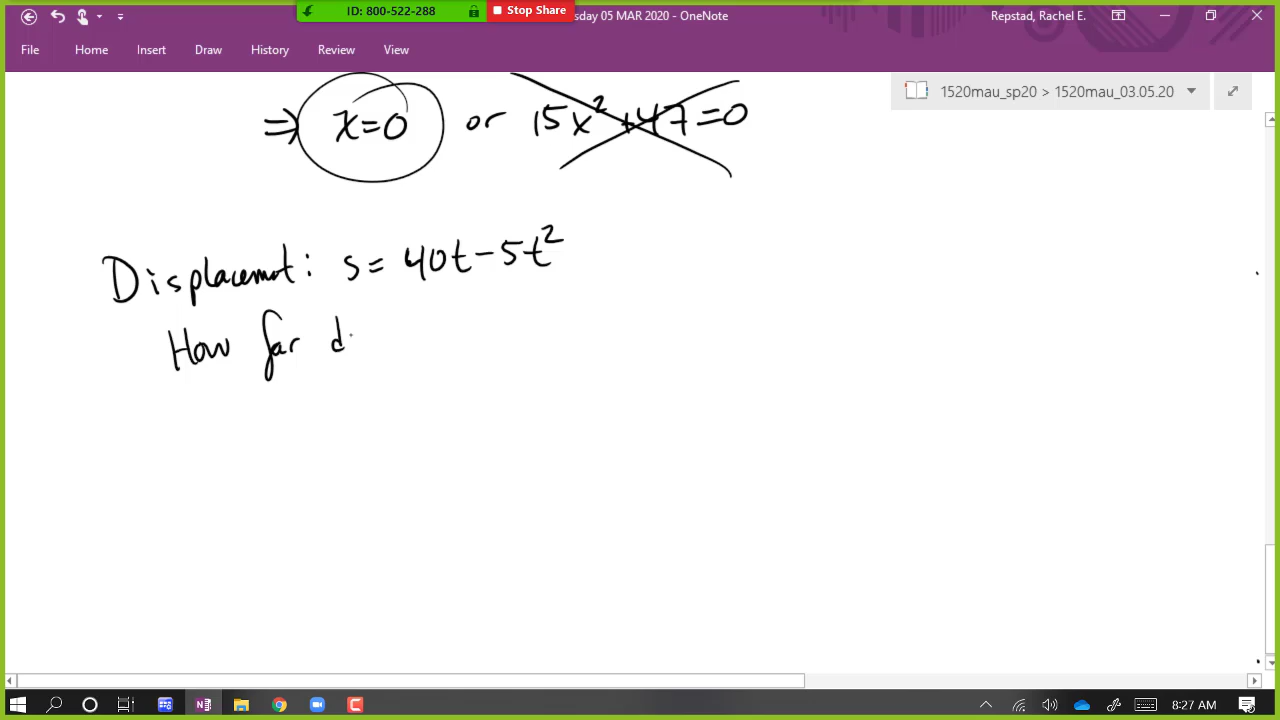 ID: 800-522-288 Stop Share sday 05 MAR 2020 - OneNote Repstad, Rachel E.
File Home Insert Draw History Review View
1520mau_sp20 > 1520mau_03.05.20
⇒ x=0 or 15x²+47=0
Displacemnt: s= 40t-5t²
How far d
8:27 AM